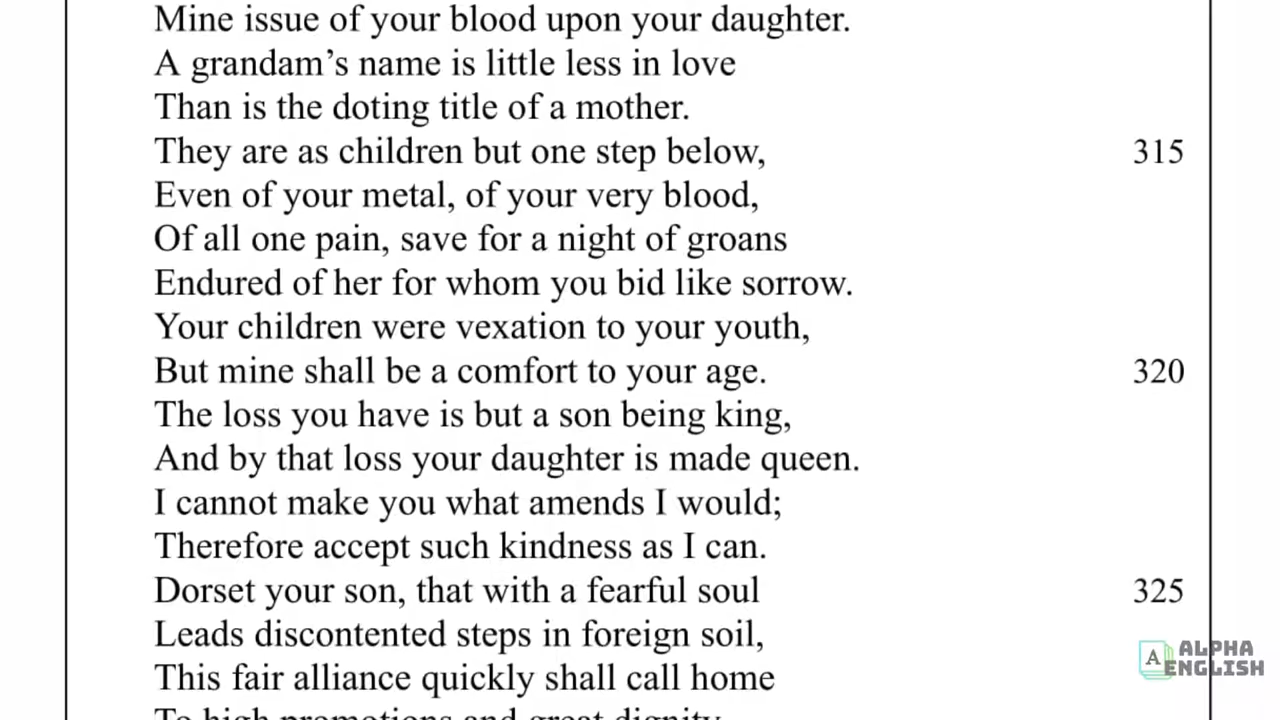 Mine issue of your blood upon your daughter.
A grandam’s name is little less in love
Than is the doting title of a mother.
They are as children but one step below, 315
Even of your metal, of your very blood,
Of all one pain, save for a night of groans
Endured of her for whom you bid like sorrow.
Your children were vexation to your youth,
But mine shall be a comfort to your age. 320
The loss you have is but a son being king,
And by that loss your daughter is made queen.
I cannot make you what amends I would;
Therefore accept such kindness as I can.
Dorset your son, that with a fearful soul 325
Leads discontented steps in foreign soil,
This fair alliance quickly shall call home
To high promotions and great dignity
A ALPHA
ENGLISH